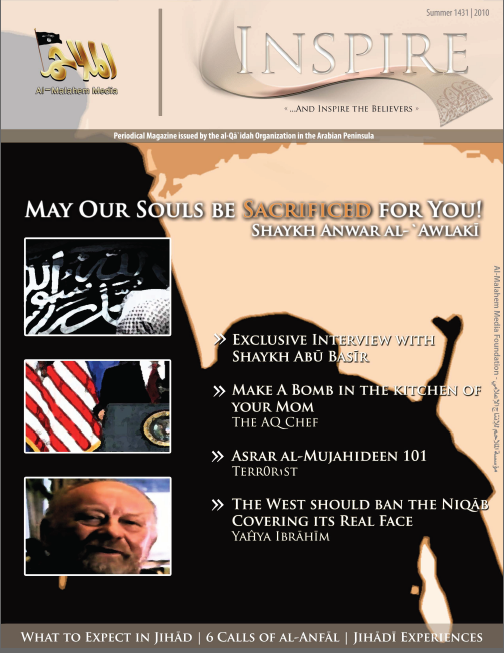 Summer 1431 | 2010
الملاحم
Al-Malahem Media
INSPIRE
...AND INSPIRE THE BELIEVERS
Periodical Magazine issued by the al-Qā`idah Organization in the Arabian Peninsula
MAY OUR SOULS BE SACRIFICED FOR YOU!
SHAYKH ANWAR AL-`AWLAKĪ
» EXCLUSIVE INTERVIEW WITH
SHAYKH ABŪ BAṢĪR
» MAKE A BOMB IN THE KITCHEN OF
YOUR MOM
THE AQ CHEF
» ASRAR AL-MUJAHIDEEN 101
TERR0R1ST
» THE WEST SHOULD BAN THE NIQĀB
COVERING ITS REAL FACE
YAḤYA IBRĀHĪM
Al-Malahem Media Foundation - مؤسسة الملاحم للإنتاج الإعلامي
WHAT TO EXPECT IN JIHĀD | 6 CALLS OF AL-ANFĀL | JIHĀDĪ EXPERIENCES